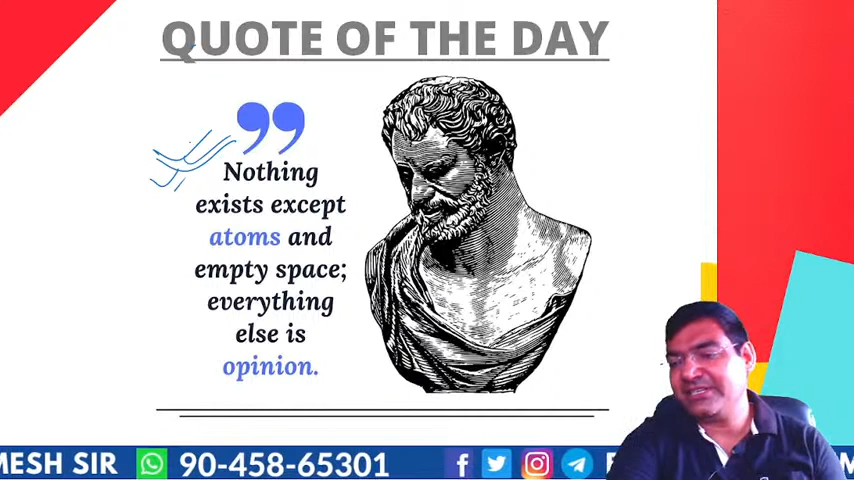 QUOTE OF THE DAY
”
Nothing
exists except
atoms and
empty space;
everything
else is
opinion.
MESH SIR 90-458-65301